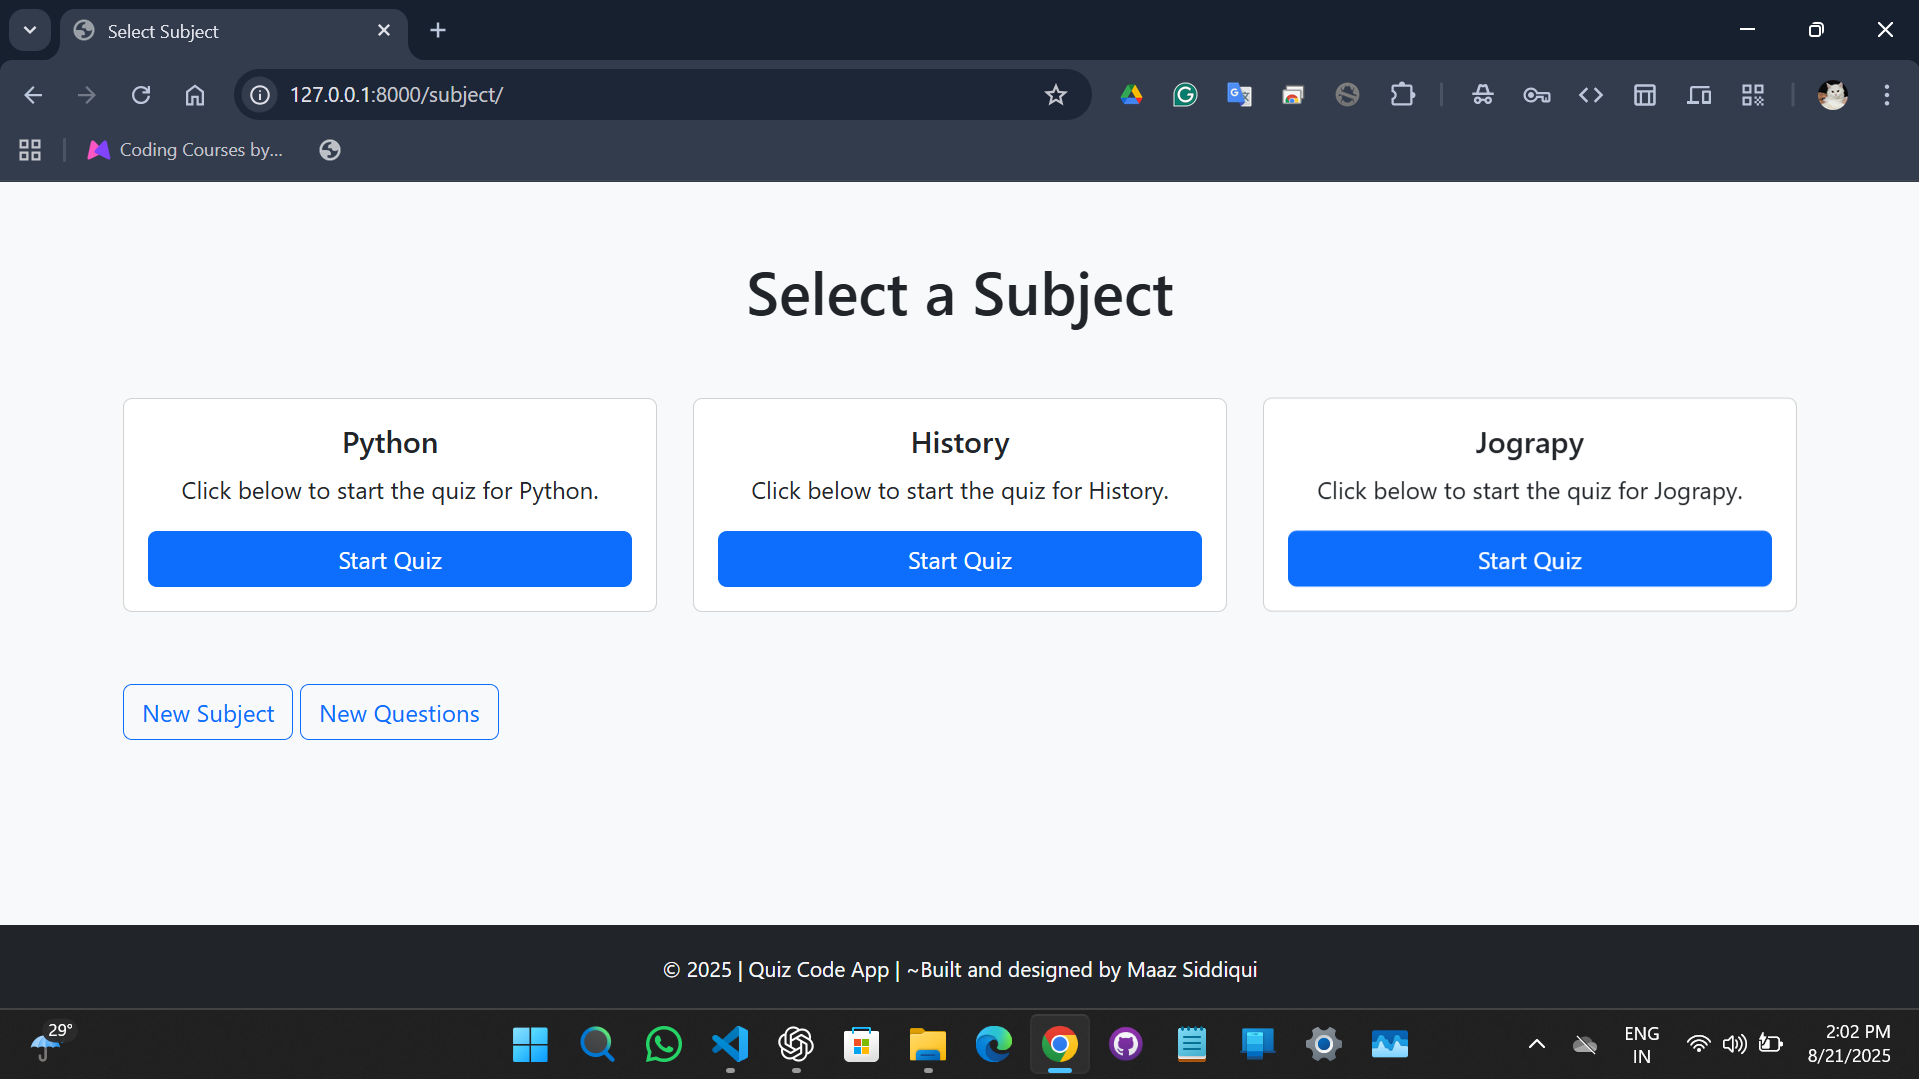 Select Subject
127.0.0.1:8000/subject/
Coding Courses by...
Select a Subject
Python
Click below to start the quiz for Python.
Start Quiz
History
Click below to start the quiz for History.
Start Quiz
Jograpy
Click below to start the quiz for Jograpy.
Start Quiz
New Subject
New Questions
© 2025 | Quiz Code App | ~Built and designed by Maaz Siddiqui
29°
ENG
IN
2:02 PM
8/21/2025